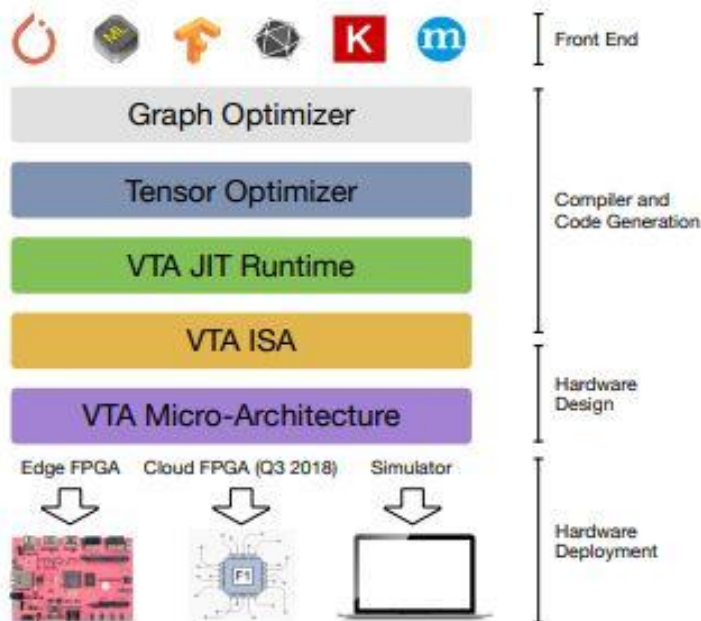 ML
K
m
Front End
Graph Optimizer
Tensor Optimizer
VTA JIT Runtime
Compiler and
Code Generation
VTA ISA
VTA Micro-Architecture
Hardware
Design
Edge FPGA
Cloud FPGA (Q3 2018)
Simulator
F1
Hardware
Deployment